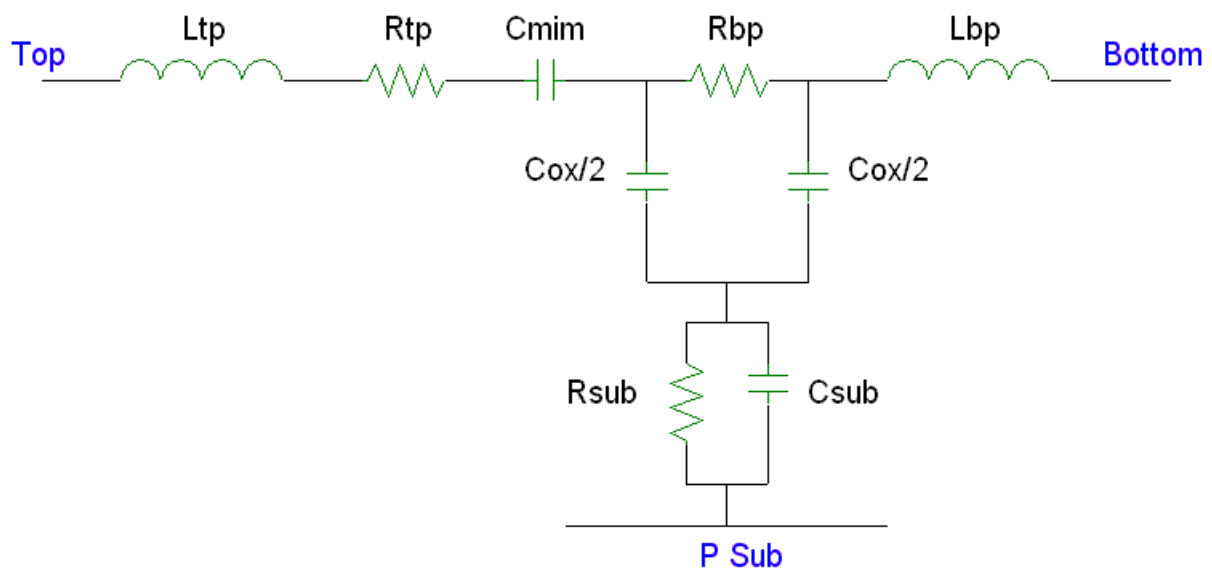 Ltp Rtp Cmim Rbp Lbp
Top Bottom
Cox/2 Cox/2
Rsub Csub
P Sub